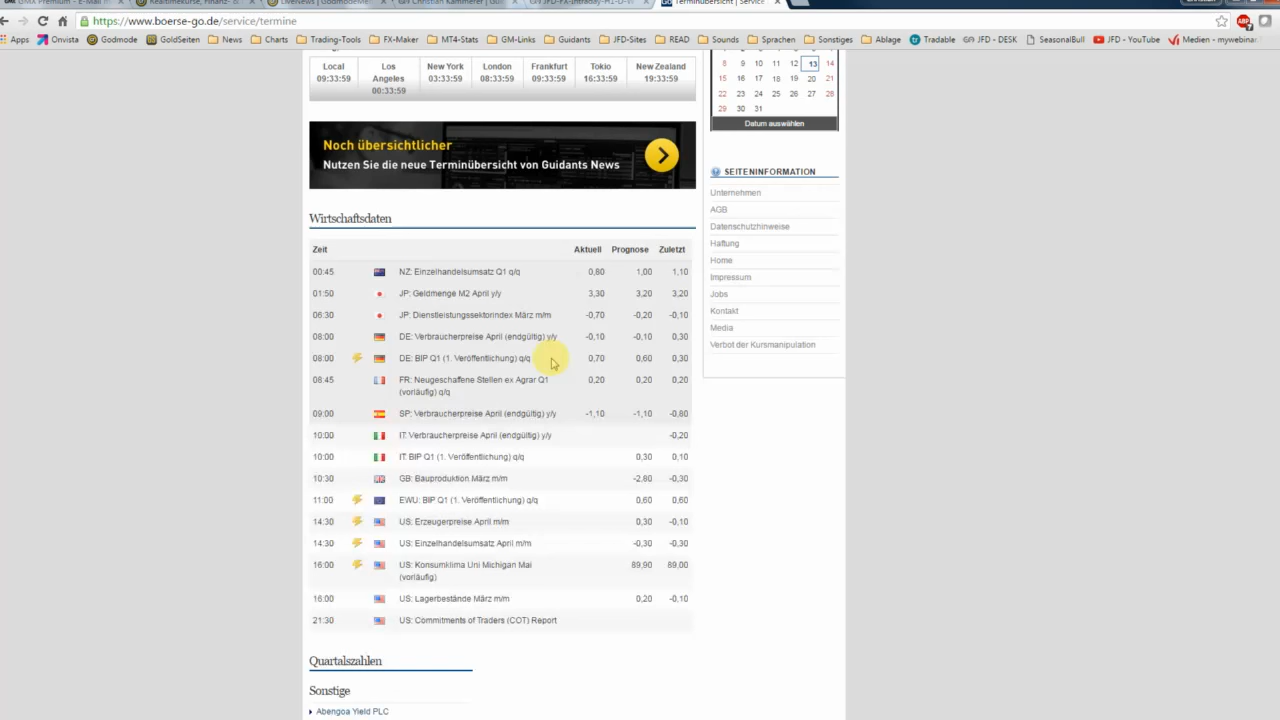 GMX Premium - E-Mail m
LiveNews | GodmodeMe
Christian Kämmerer | Gui
JFD-FX-Intraday-H1-D-V
Terminübersicht | Service
https://www.boerse-go.de/service/termine
ABP
Apps Onvista Godmode GoldSeiten News Charts Trading-Tools FX-Maker MT4-Stats GM-Links Guidants JFD-Sites READ Sounds Sprachen Sonstiges Ablage Tradable JFD - DESK SeasonalBull JFD - YouTube Medien - mywebinar
Local Los Angeles New York London Frankfurt Tokio New Zealand
09:33:59 00:33:59 03:33:59 08:33:59 09:33:59 16:33:59 19:33:59
8 9 10 11 12 13 14
15 16 17 18 19 20 21
22 23 24 25 26 27 28
29 30 31
Datum auswählen
Noch übersichtlicher
Nutzen Sie die neue Terminübersicht von Guidants News
SEITENINFORMATION
Unternehmen
AGB
Datenschutzhinweise
Haftung
Home
Impressum
Jobs
Kontakt
Media
Verbot der Kursmanipulation
Wirtschaftsdaten
Zeit Aktuell Prognose Zuletzt
00:45 NZ: Einzelhandelsumsatz Q1 q/q 0,80 1,00 1,10
01:50 JP: Geldmenge M2 April y/y 3,30 3,20 3,20
06:30 JP: Dienstleistungssektorindex März m/m -0,70 -0,20 -0,10
08:00 DE: Verbraucherpreise April (endgültig) y/y -0,10 -0,10 0,30
08:00 DE: BIP Q1 (1. Veröffentlichung) q/q 0,70 0,60 0,30
08:45 FR: Neugeschaffene Stellen ex Agrar Q1 0,20 0,20 0,20
(vorläufig) q/q
09:00 SP: Verbraucherpreise April (endgültig) y/y -1,10 -1,10 -0,80
10:00 IT: Verbraucherpreise April (endgültig) y/y -0,20
10:00 IT: BIP Q1 (1. Veröffentlichung) q/q 0,30 0,10
10:30 GB: Bauproduktion März m/m -2,80 -0,30
11:00 EWU: BIP Q1 (1. Veröffentlichung) q/q 0,60 0,60
14:30 US: Erzeugerpreise April m/m 0,30 -0,10
14:30 US: Einzelhandelsumsatz April m/m -0,30 -0,30
16:00 US: Konsumklima Uni Michigan Mai 89,90 89,00
(vorläufig)
16:00 US: Lagerbestände März m/m 0,20 -0,10
21:30 US: Commitments of Traders (COT) Report
Quartalszahlen
Sonstige
Abengoa Yield PLC